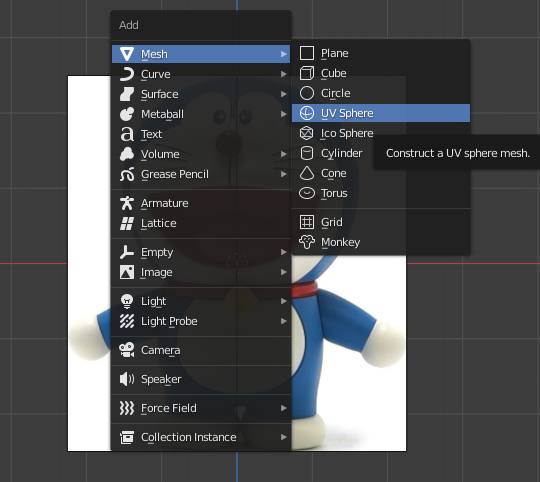 Add
Mesh
Curve
Surface
Metaball
Text
Volume
Grease Pencil
Armature
Lattice
Empty
Image
Light
Light Probe
Camera
Speaker
Force Field
Collection Instance
Plane
Cube
Circle
UV Sphere
Ico Sphere
Cylinder
Cone
Torus
Grid
Monkey
Construct a UV sphere mesh.